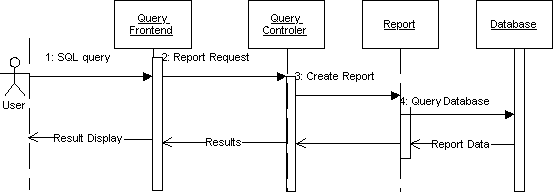 Query
Frontend
Query
Controler
Report
Database
1: SQL query
2: Report Request
3: Create Report
4: Query Database
User
Result Display
Results
Report Data